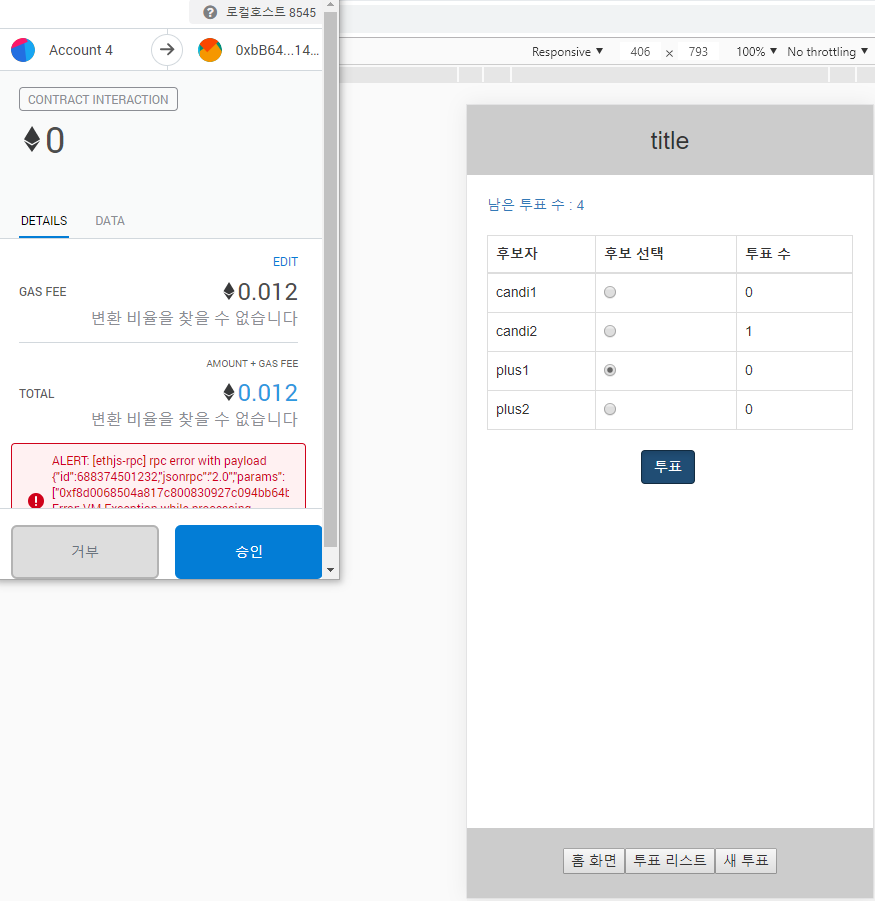 로컬호스트 8545
Account 4
0xbB64...14...
CONTRACT INTERACTION
0
DETAILS
DATA
EDIT
GAS FEE
0.012
변환 비율을 찾을 수 없습니다
AMOUNT + GAS FEE
TOTAL
0.012
변환 비율을 찾을 수 없습니다
ALERT: [ethjs-rpc] rpc error with payload
{"id":688374501232,"jsonrpc":"2.0","params":
["0xf8d0068504a817c800830927c094bb64b
Error: VM Exception while processing
거부
승인
Responsive
406 x 793
100%
No throttling
title
남은 투표 수 : 4
후보자 후보 선택 투표 수
candi1 0
candi2 1
plus1 0
plus2 0
투표
홈 화면 투표 리스트 새 투표